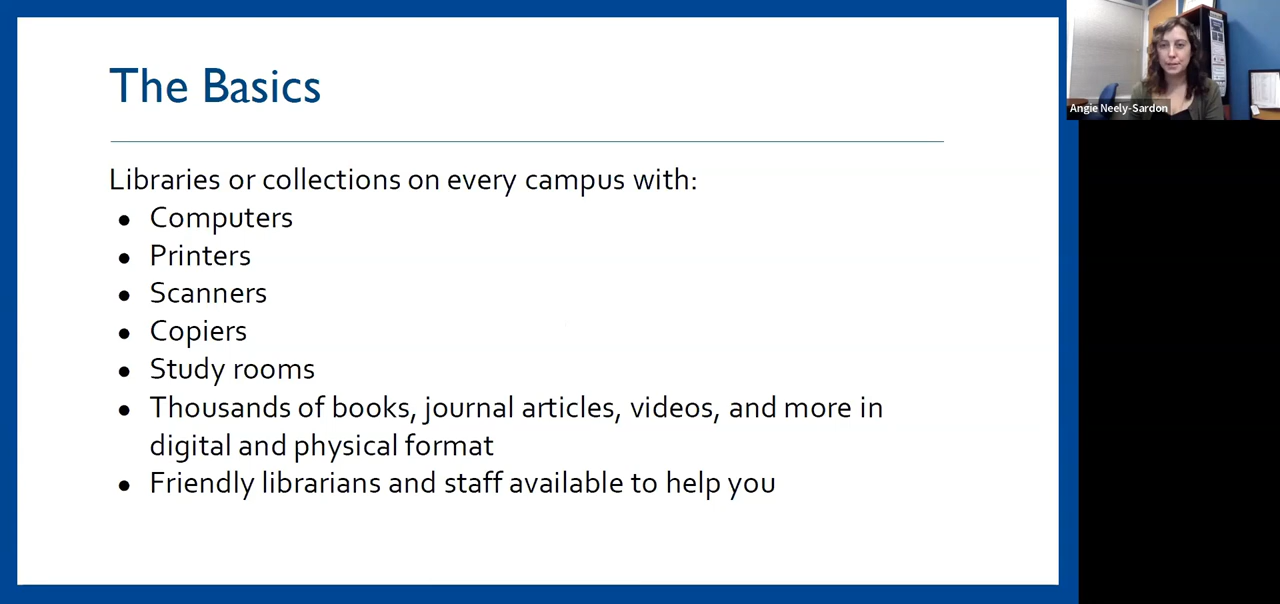 The Basics
Angie Neely-Sardon
Libraries or collections on every campus with:
● Computers
● Printers
● Scanners
● Copiers
● Study rooms
● Thousands of books, journal articles, videos, and more in
digital and physical format
● Friendly librarians and staff available to help you